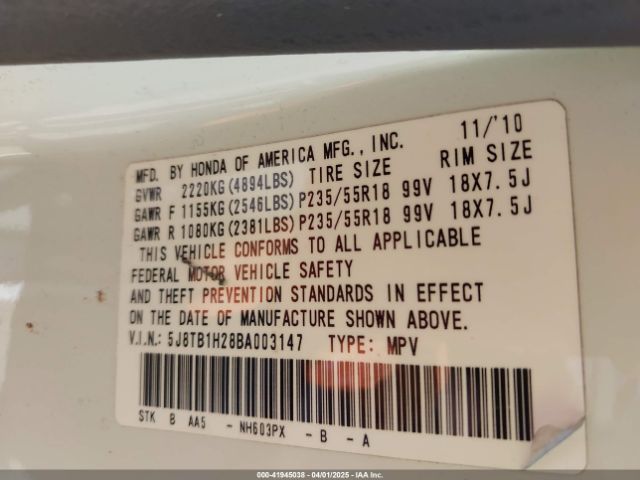 MFD. BY HONDA OF AMERICA MFG., INC. 11/'10
GVWR 2220KG(4894LBS) TIRE SIZE RIM SIZE
GAWR F 1155KG(2546LBS) P235/55R18 99V 18X7.5J
GAWR R 1080KG(2381LBS) P235/55R18 99V 18X7.5J
THIS VEHICLE CONFORMS TO ALL APPLICABLE
FEDERAL MOTOR VEHICLE SAFETY
AND THEFT PREVENTION STANDARDS IN EFFECT
ON THE DATE OF MANUFACTURE SHOWN ABOVE.
V.I.N.: 5J8TB1H28BA003147 TYPE: MPV
STK 8 AA5 - NH603PX - B - A
000-41945038 - 04/01/2025 - IAA Inc.